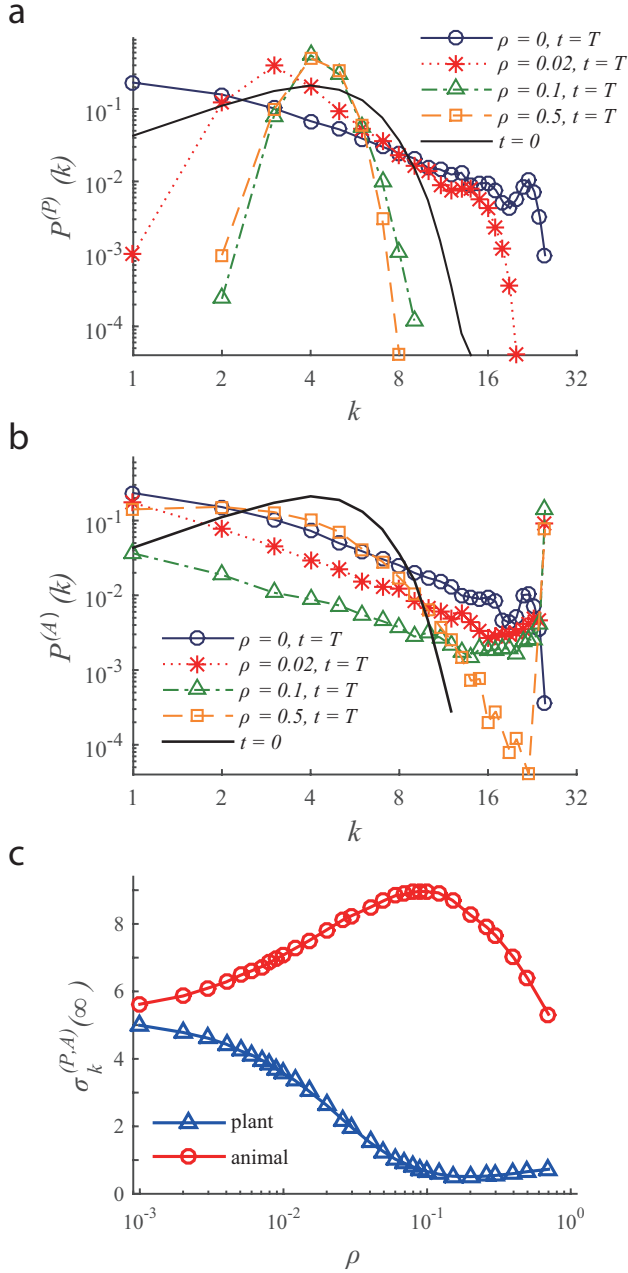 a
ρ = 0, t = T
ρ = 0.02, t = T
ρ = 0.1, t = T
ρ = 0.5, t = T
t = 0
P^(P)(k)
10^-1
10^-2
10^-3
10^-4
1 2 4 8 16 32
k
b
P^(A)(k)
10^-1
10^-2
10^-3
10^-4
ρ = 0, t = T
ρ = 0.02, t = T
ρ = 0.1, t = T
ρ = 0.5, t = T
t = 0
1 2 4 8 16 32
k
c
σ_k^(P,A)(∞)
8
6
4
2
0
plant
animal
10^-3 10^-2 10^-1 10^0
ρ